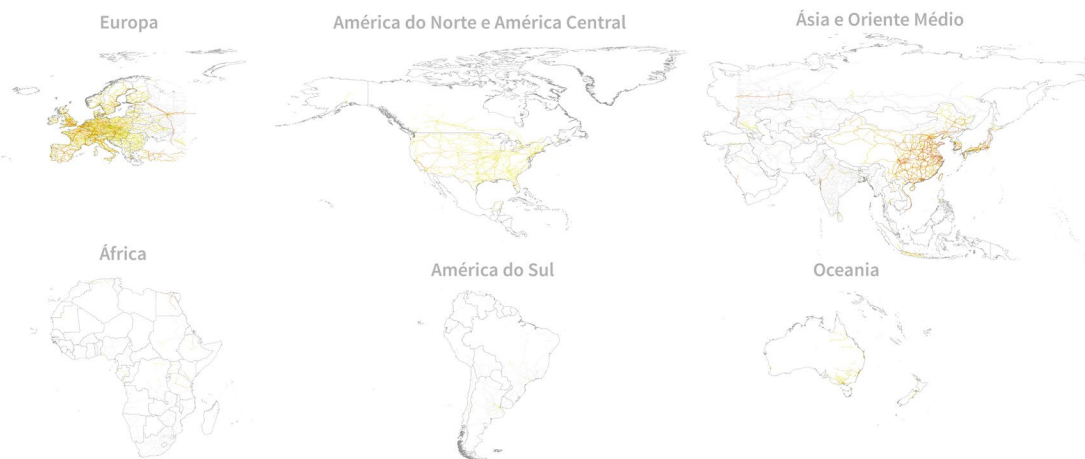 Europa
América do Norte e América Central
Ásia e Oriente Médio
África
América do Sul
Oceania